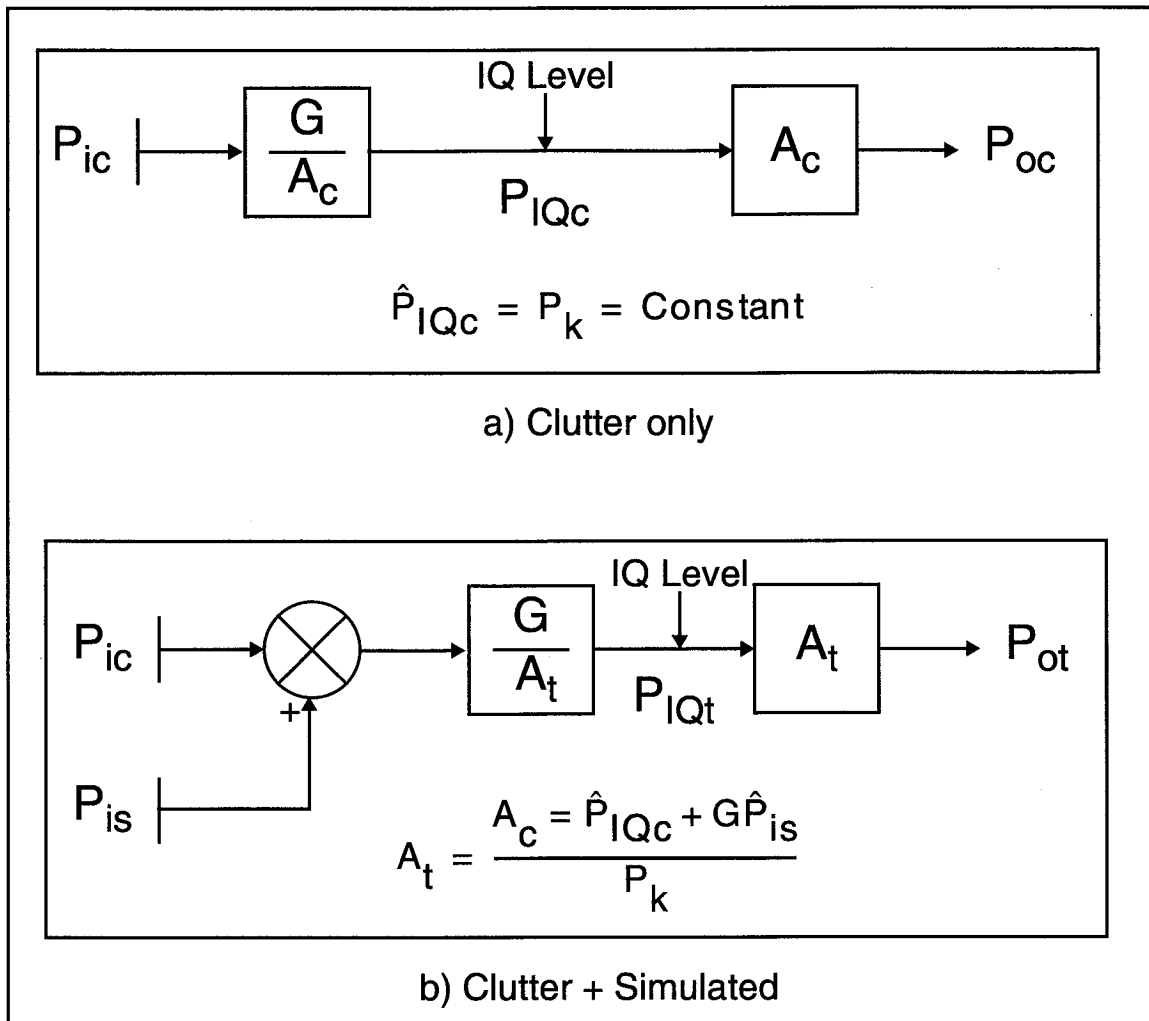 IQ Level
P_ic
G
A_c
A_c
P_oc
P_IQc
P̂_IQc = P_k = Constant
a) Clutter only
IQ Level
P_ic
G
A_t
A_t
P_ot
P_IQt
+
P_is
A_t = A_c = P̂_IQc + GP̂_is
P_k
b) Clutter + Simulated